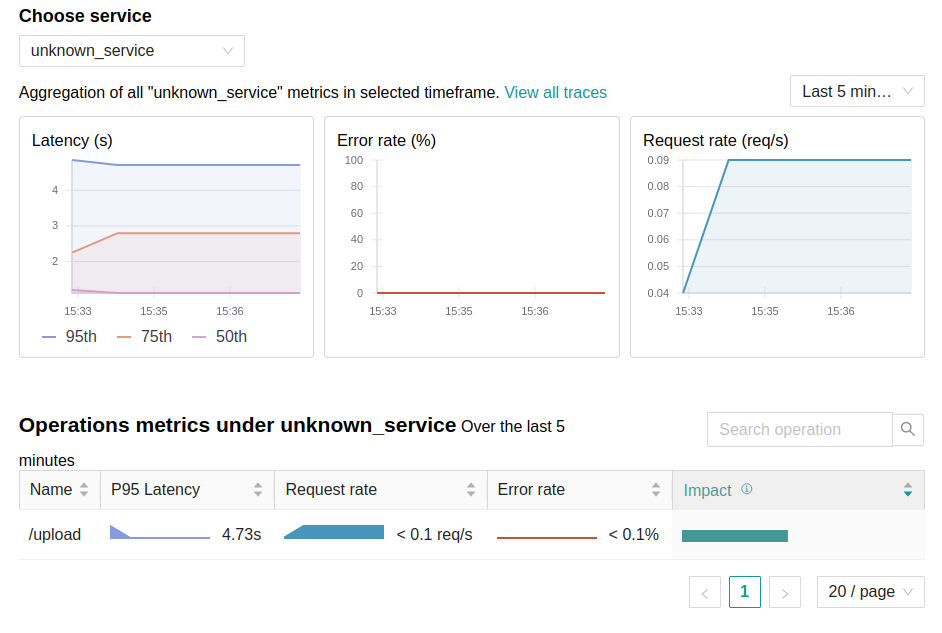 Choose service
unknown_service
Aggregation of all "unknown_service" metrics in selected timeframe. View all traces
Last 5 min…
Latency (s)
4
3
2
15:33 15:35 15:36
95th 75th 50th
Error rate (%)
100
80
60
40
20
0
15:33 15:35 15:36
Request rate (req/s)
0.09
0.08
0.07
0.06
0.05
0.04
15:33 15:35 15:36
Operations metrics under unknown_service Over the last 5
minutes
Search operation
Name P95 Latency Request rate Error rate Impact
/upload 4.73s < 0.1 req/s < 0.1%
< 1 > 20 / page